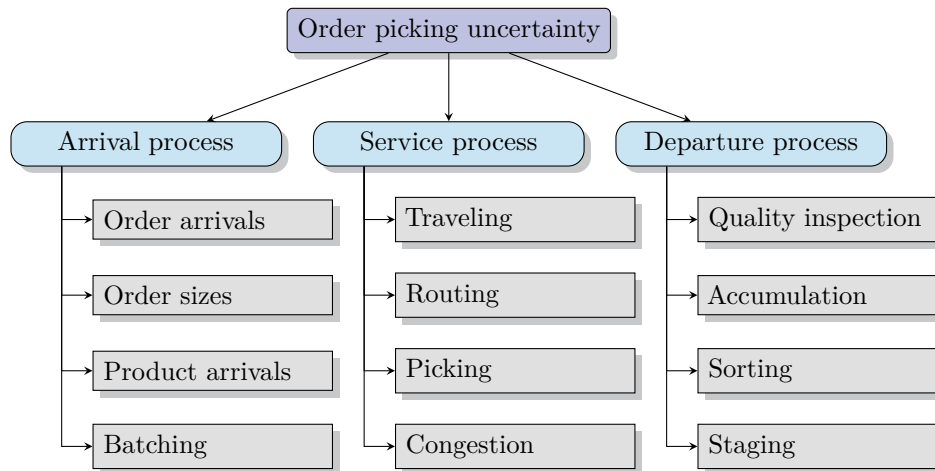 Order picking uncertainty
Arrival process
Order arrivals
Order sizes
Product arrivals
Batching
Service process
Traveling
Routing
Picking
Congestion
Departure process
Quality inspection
Accumulation
Sorting
Staging